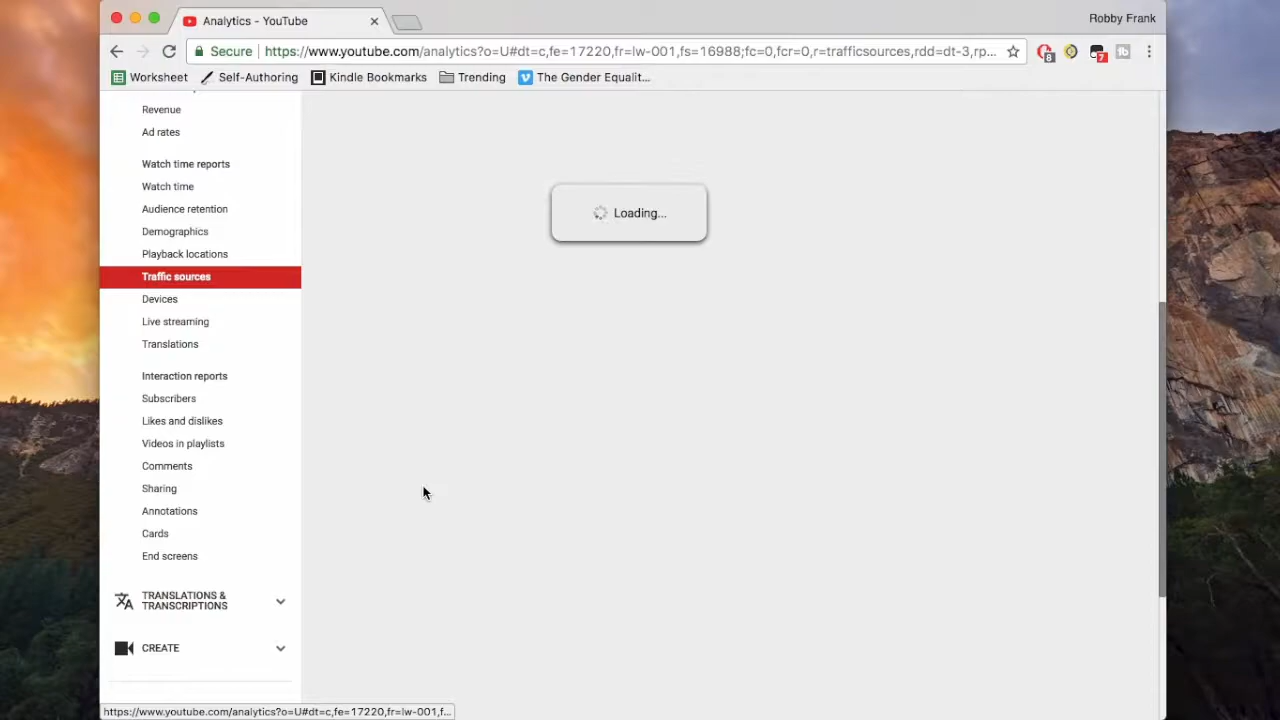 Analytics - YouTube
Robby Frank
Secure https://www.youtube.com/analytics?o=U#dt=c,fe=17220,fr=lw-001,fs=16988;fc=0,fcr=0,r=trafficsources,rdd=dt-3,rp...
8
7
Worksheet Self-Authoring Kindle Bookmarks Trending The Gender Equalit...
Revenue
Ad rates
Watch time reports
Watch time
Loading...
Audience retention
Demographics
Playback locations
Traffic sources
Devices
Live streaming
Translations
Interaction reports
Subscribers
Likes and dislikes
Videos in playlists
Comments
Sharing
Annotations
Cards
End screens
TRANSLATIONS &
TRANSCRIPTIONS
CREATE
https://www.youtube.com/analytics?o=U#dt=c,fe=17220,fr=lw-001,f...